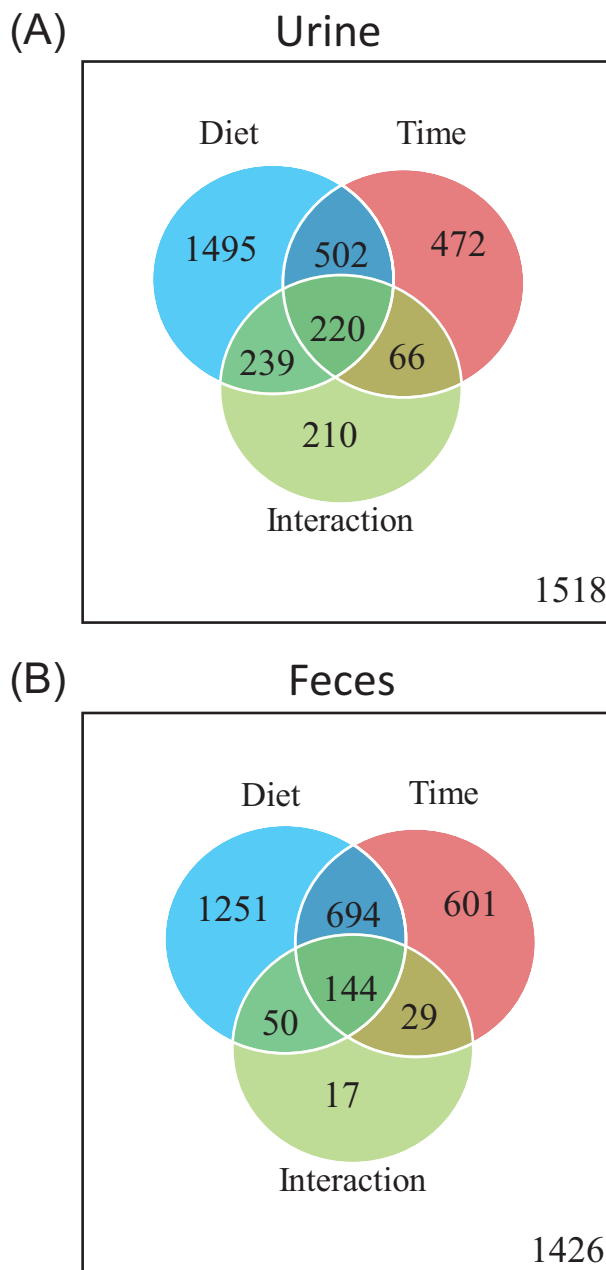 (A) Urine
Diet Time
1495 502 472
220
239 66
210
Interaction
1518
(B) Feces
Diet Time
1251 694 601
144
50 29
17
Interaction
1426